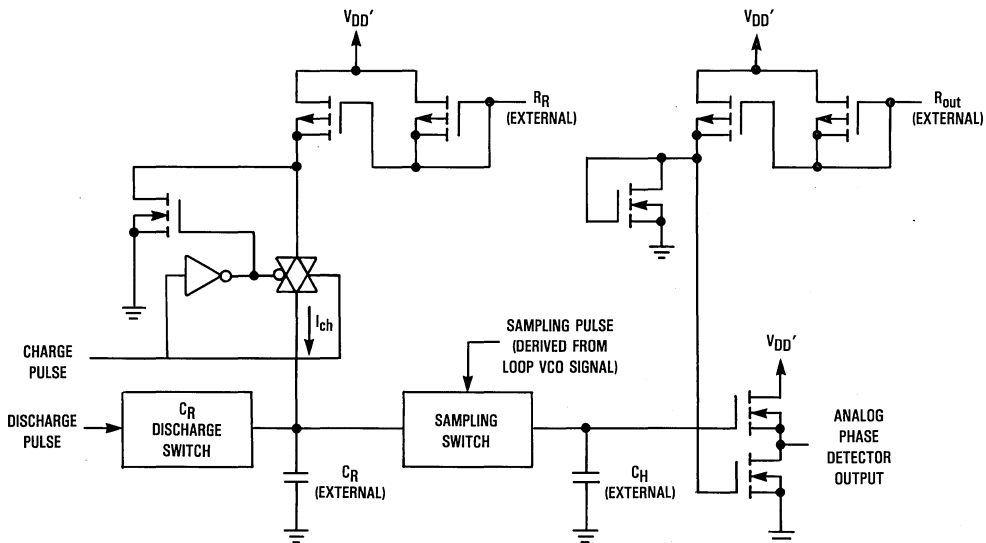 VDD'
VDD'
RR
(EXTERNAL)
Rout
(EXTERNAL)
Ich
CHARGE
PULSE
SAMPLING PULSE
(DERIVED FROM
LOOP VCO SIGNAL)
VDD'
DISCHARGE
PULSE
CR
DISCHARGE
SWITCH
SAMPLING
SWITCH
ANALOG
PHASE
DETECTOR
OUTPUT
CR
(EXTERNAL)
CH
(EXTERNAL)